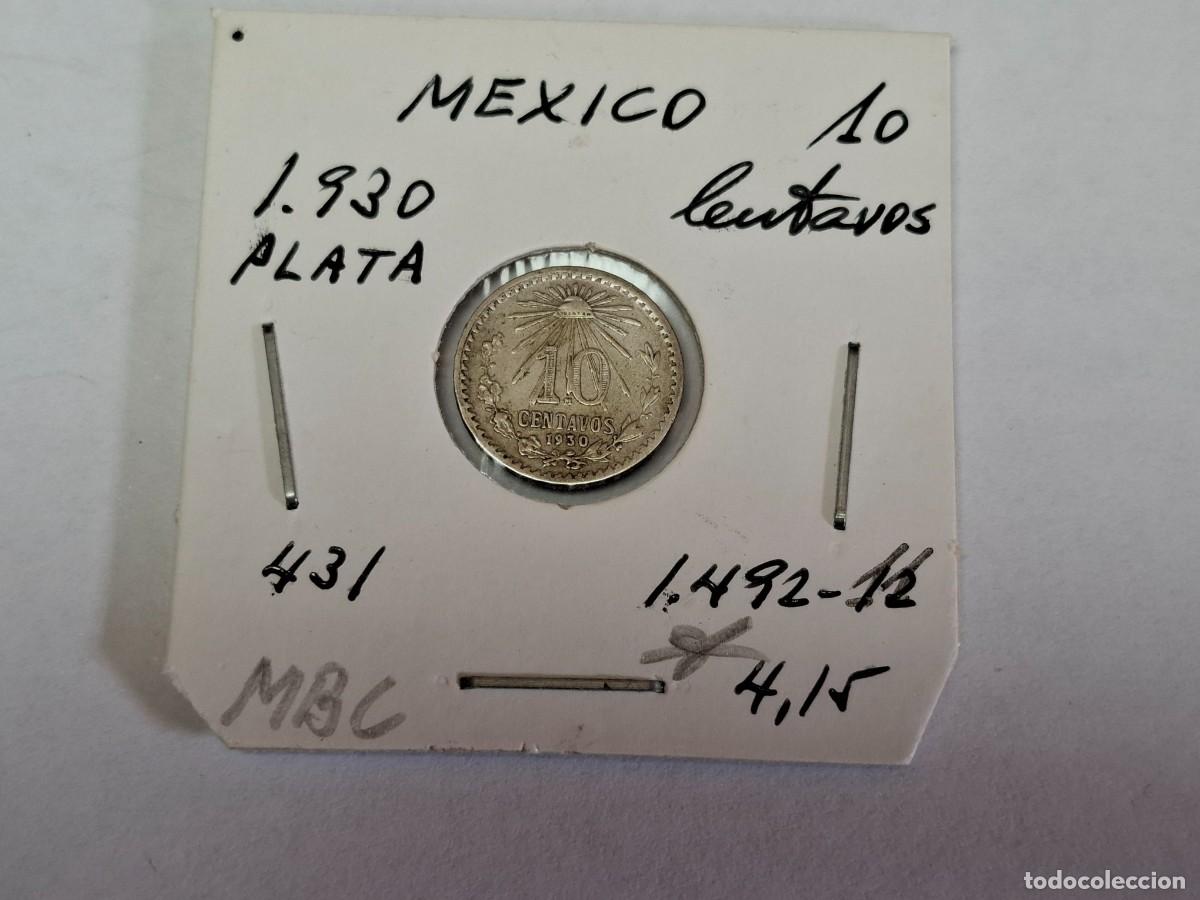 MEXICO 10
1.930 Centavos
PLATA
10
CENTAVOS
1930
431 1.492-12
MBC 4,15
todocoleccion